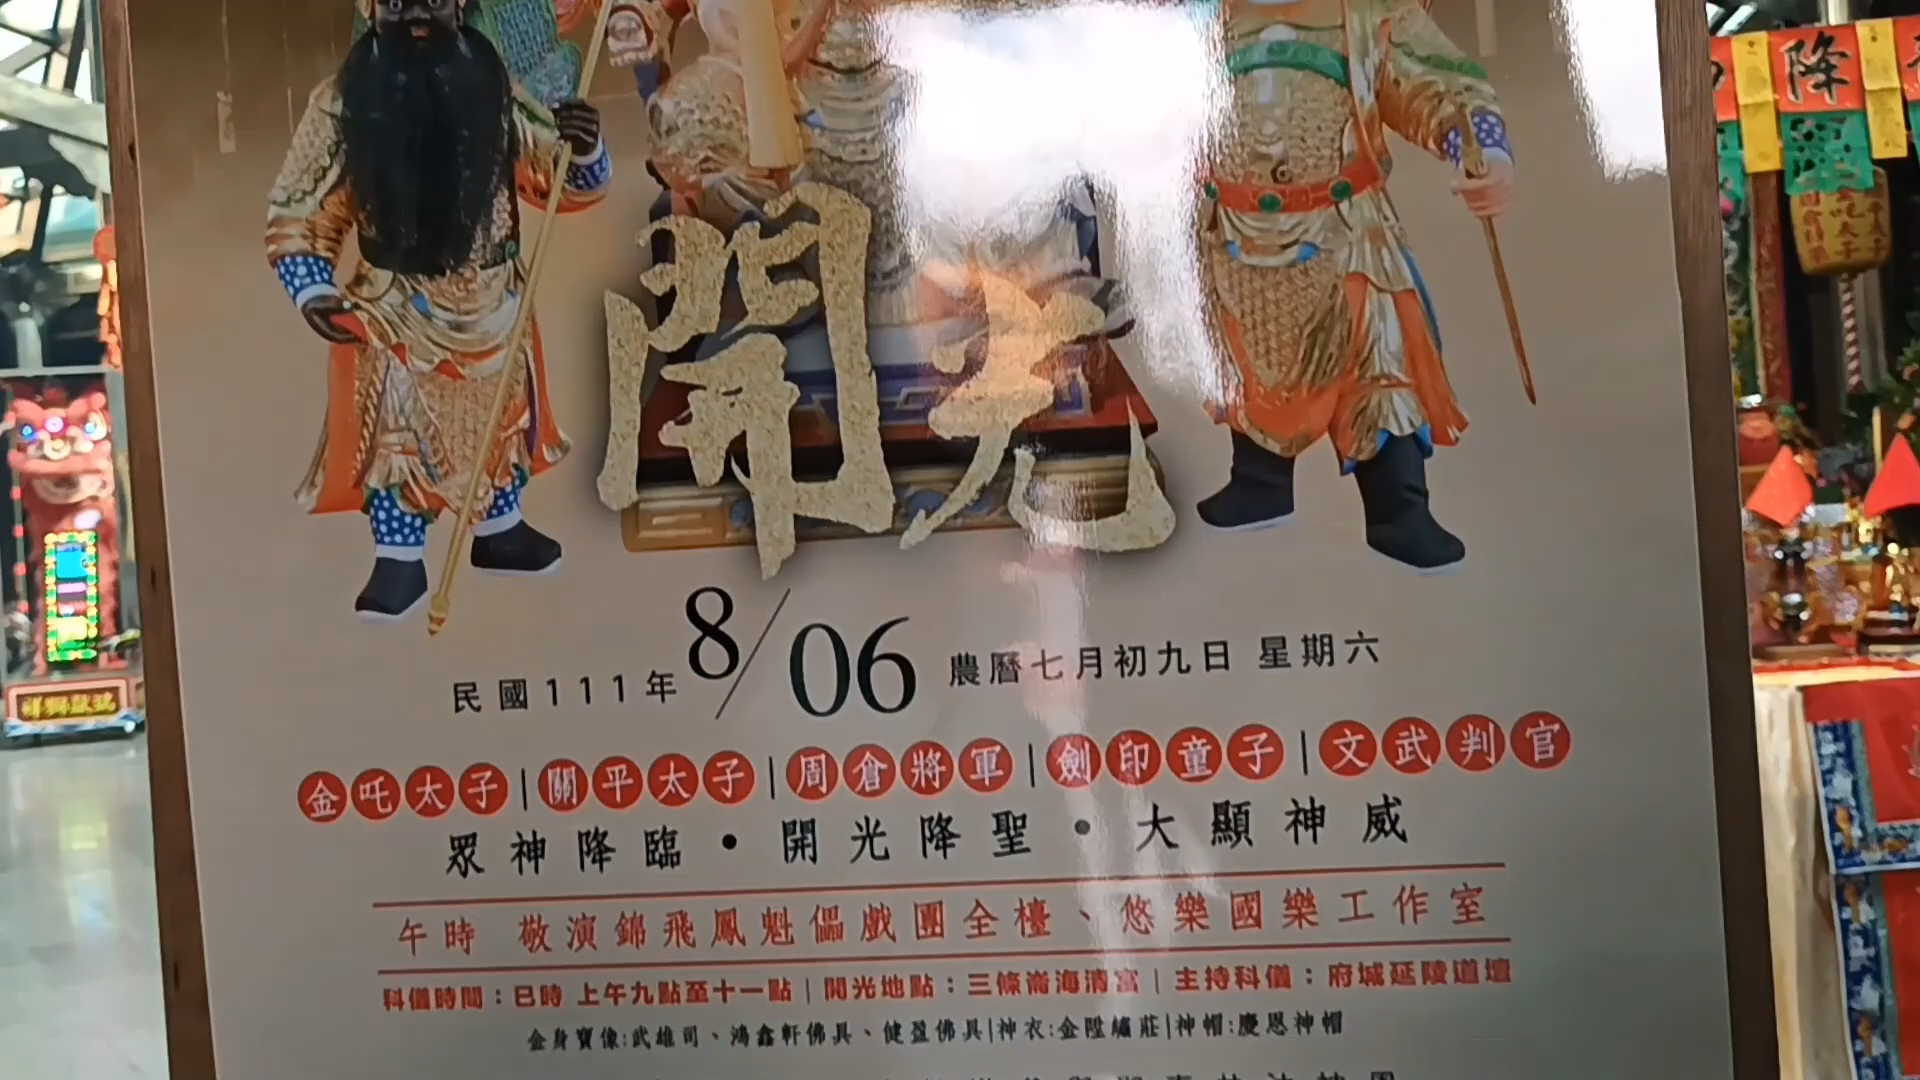 降
開光
民國111年 8/06 農曆七月初九日 星期六
金吒太子|關平太子|周倉將軍|劍印童子|文武判官
眾神降臨・開光降聖・大顯神威
午時 敬演錦飛鳳魁儡戲團全檯、悠樂國樂工作室
科儀時間：巳時 上午九點至十一點 | 開光地點：三條崙海清宮 | 主持科儀：府城延陵道壇
金身寶像:武雄司、鴻鑫軒佛具、健盈佛具|神衣:金陞繡莊|神帽:慶恩神帽